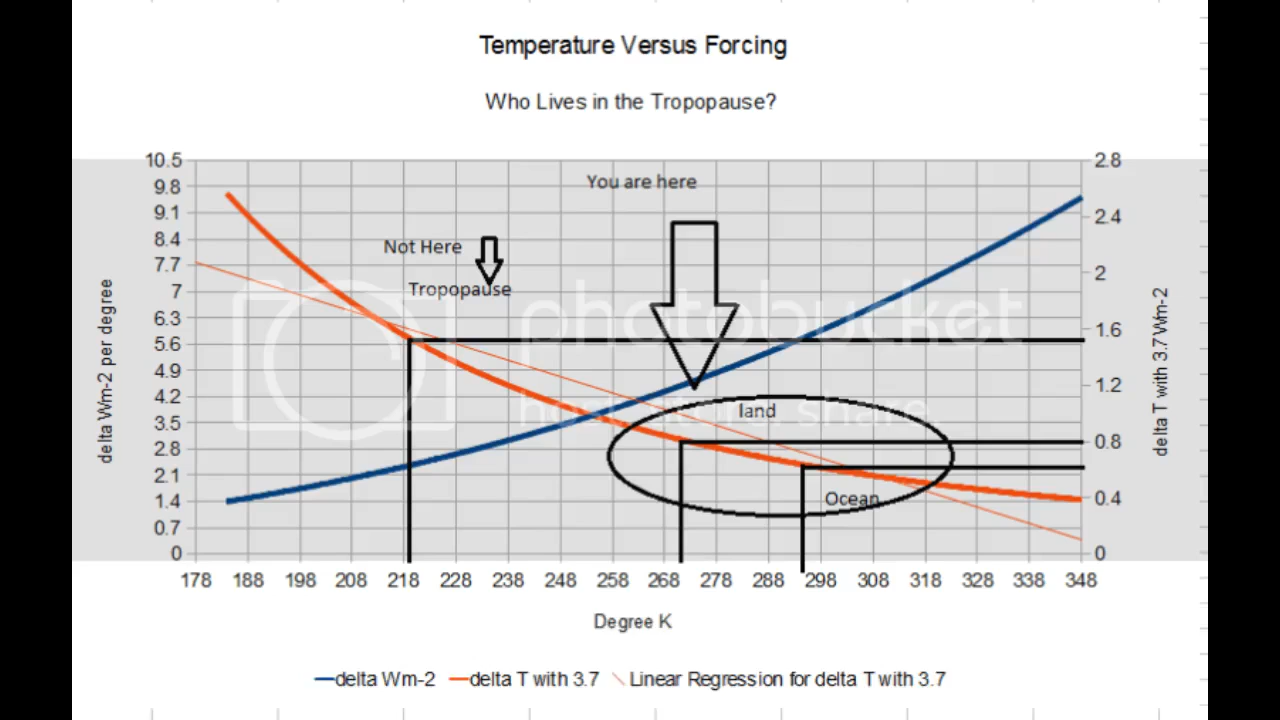 Temperature Versus Forcing
Who Lives in the Tropopause?
10.5
9.8
9.1
8.4
7.7
7
6.3
5.6
4.9
4.2
3.5
2.8
2.1
1.4
0.7
0
delta Wm-2 per degree
You are here
Not Here
Tropopause
land
Ocean
photobucket
host. store. share
2.8
2.4
2
1.6
1.2
0.8
0.4
0
delta T with 3.7Wm-2
178 188 198 208 218 228 238 248 258 268 278 288 298 308 318 328 338 348
Degree K
delta Wm-2 delta T with 3.7 Linear Regression for delta T with 3.7